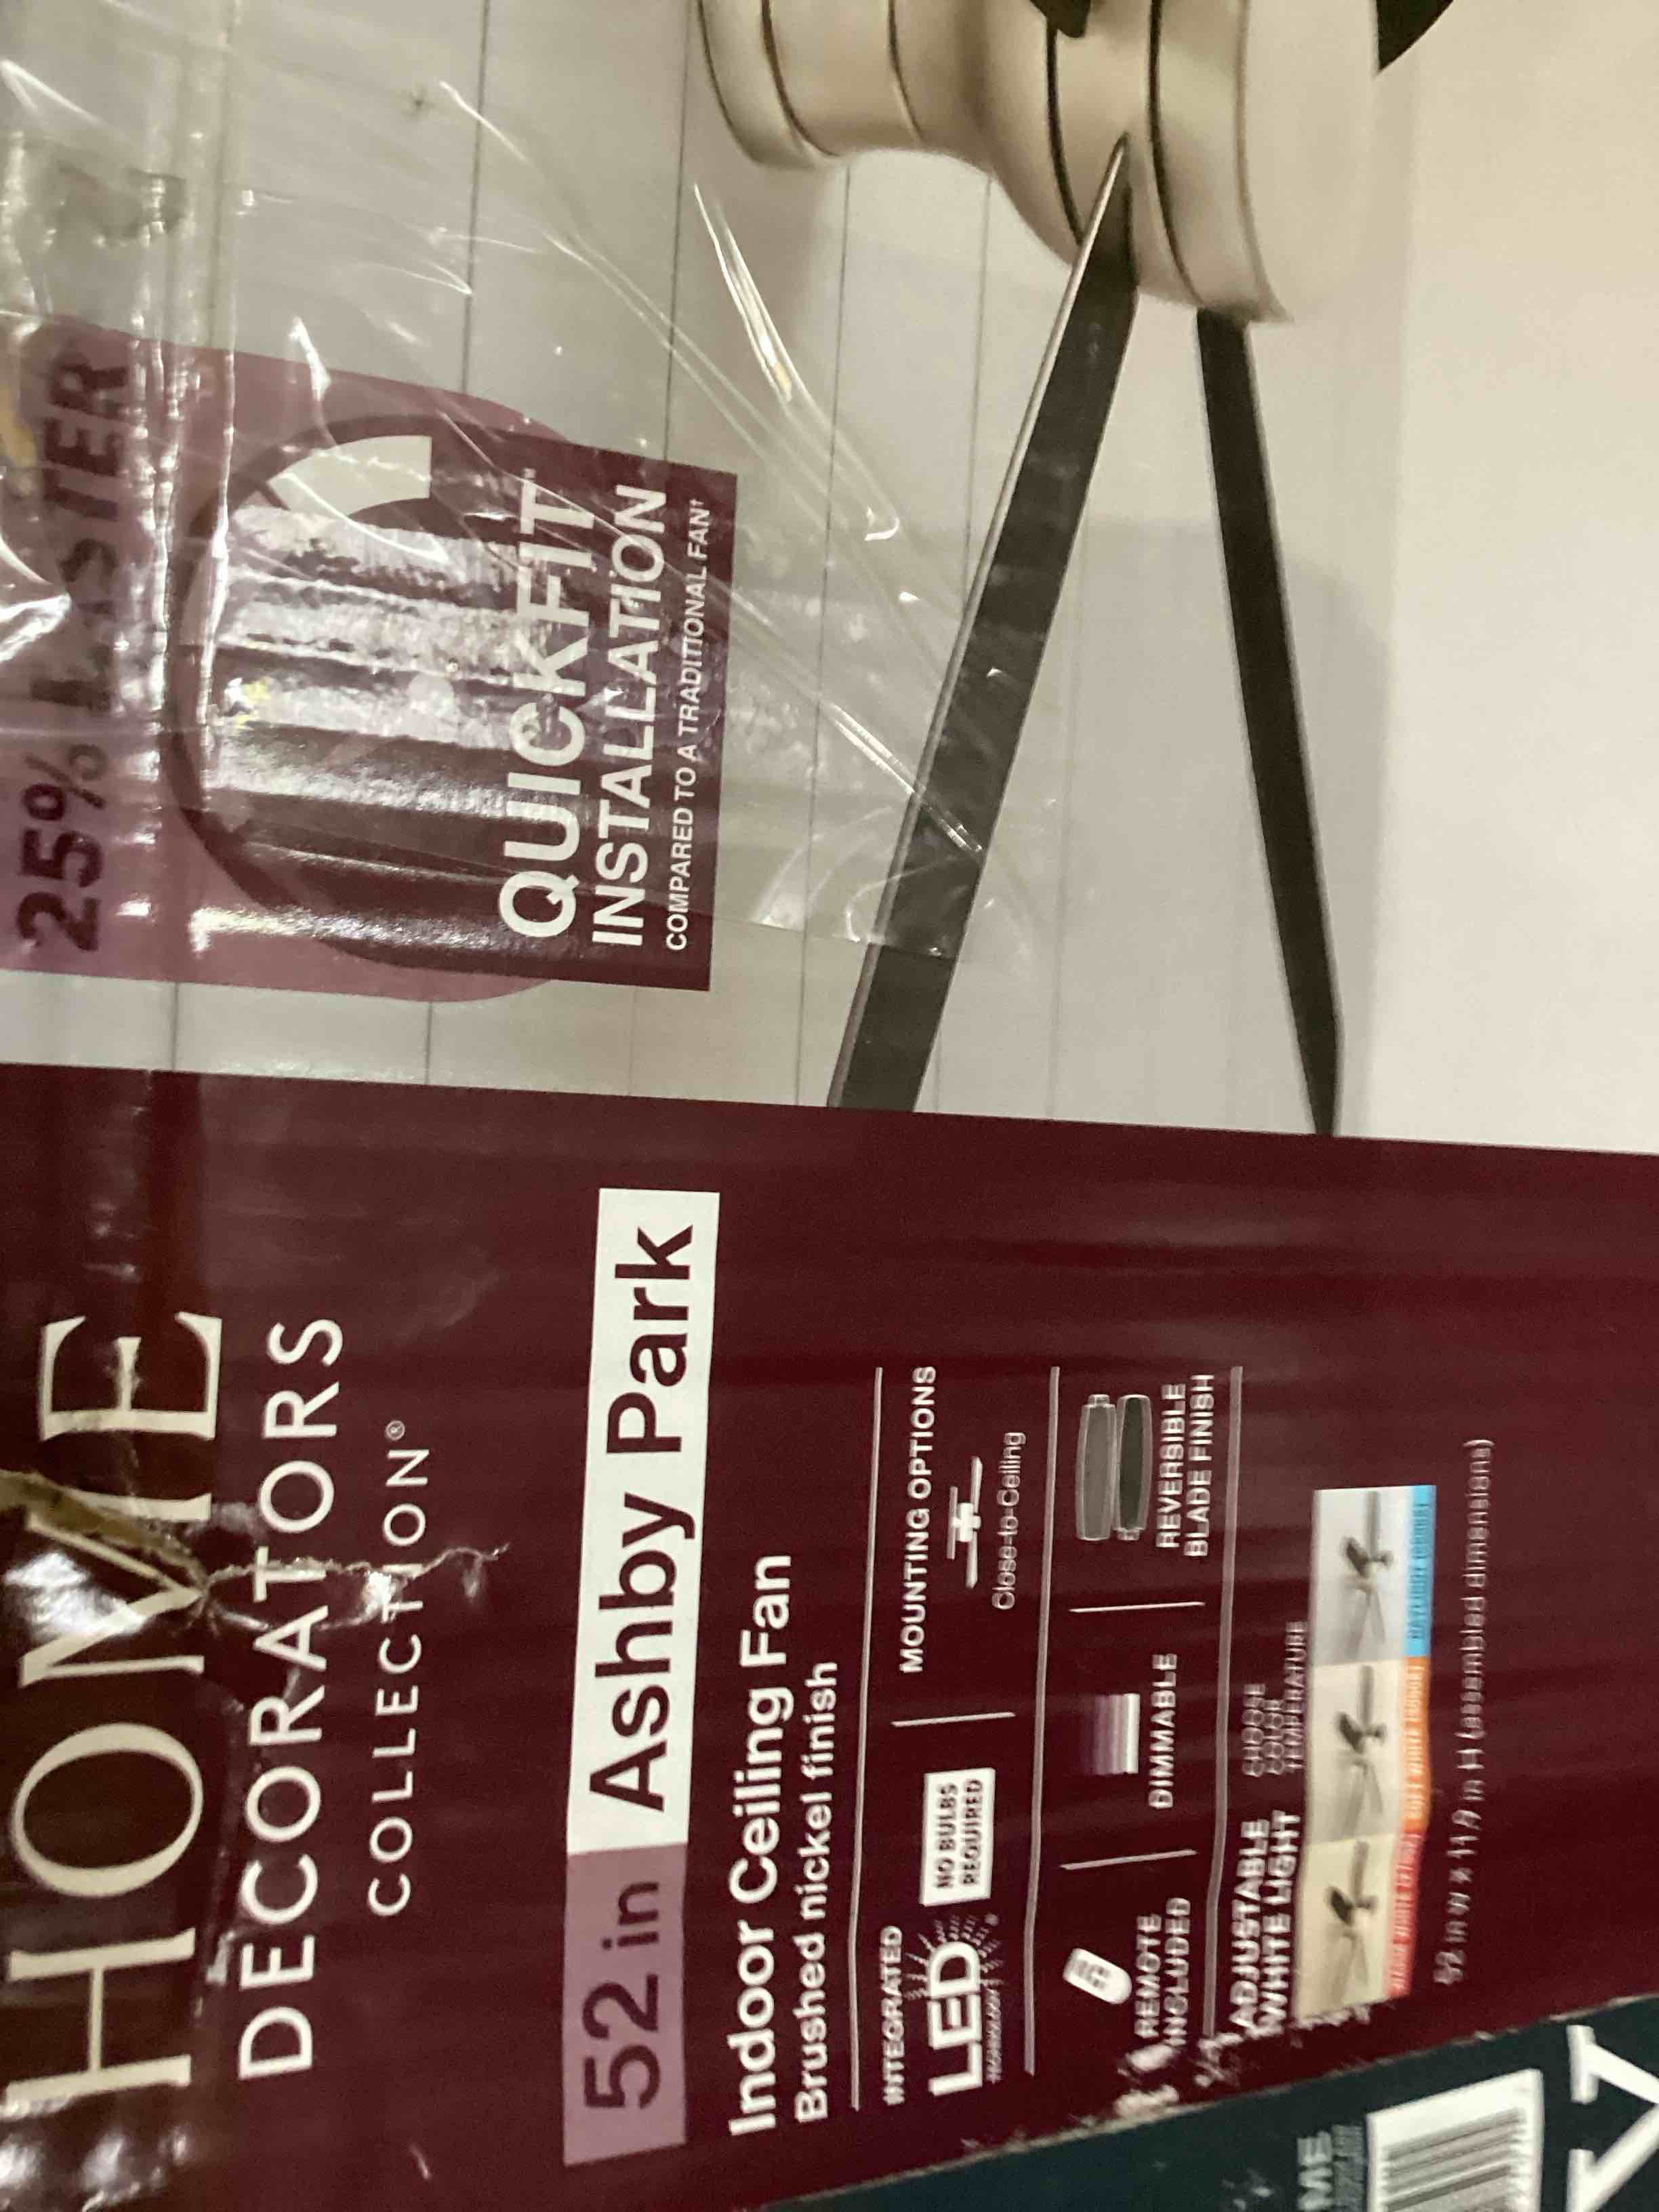 HOME
DECORATORS
COLLECTION®
52 in Ashby Park
Indoor Ceiling Fan
Brushed nickel finish
INTEGRATED
LED
NO BULBS
REQUIRED
MOUNTING OPTIONS
Close-to-Ceiling
REMOTE
INCLUDED
DIMMABLE
REVERSIBLE
BLADE FINISH
ADJUSTABLE
WHITE LIGHT
CHOOSE
COLOR
TEMPERATURE
(assembled dimensions)
25% FASTER
QUICKFIT™
INSTALLATION
COMPARED TO A TRADITIONAL FAN†